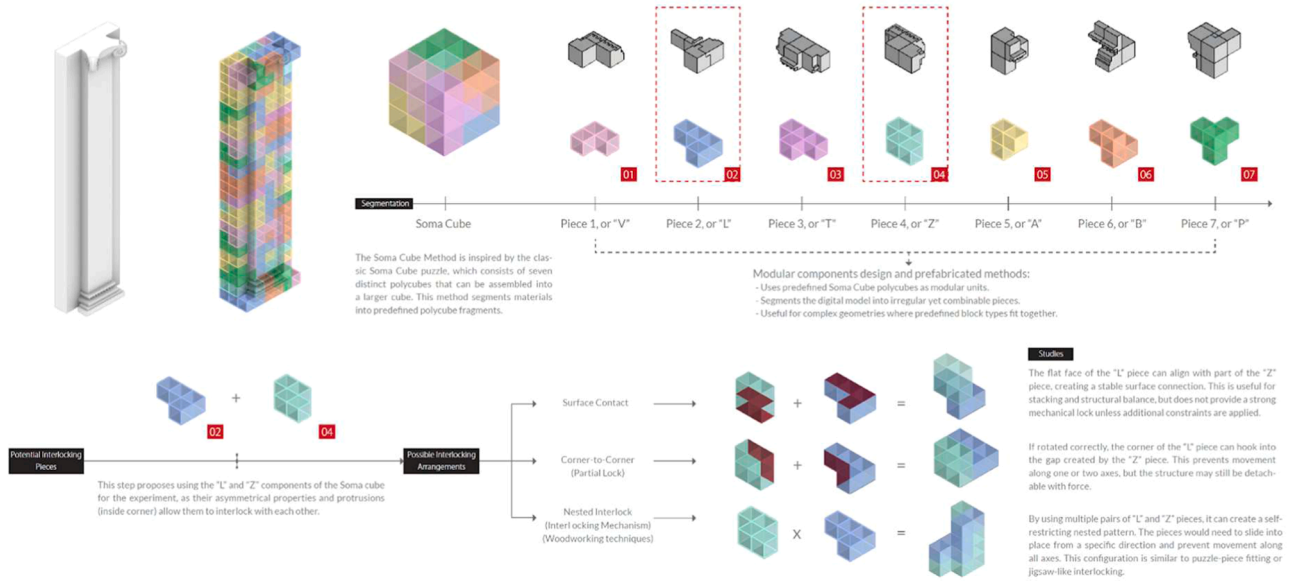 01
02
03
04
05
06
07
Segmentation
Soma Cube
Piece 1, or “V”
Piece 2, or “L”
Piece 3, or “T”
Piece 4, or “Z”
Piece 5, or “A”
Piece 6, or “B”
Piece 7, or “P”
The Soma Cube Method is inspired by the clas-
sic Soma Cube puzzle, which consists of seven
distinct polycubes that can be assembled into
a larger cube. This method segments materials
into predefined polycube fragments.
Modular components design and prefabricated methods:
- Uses predefined Soma Cube polycubes as modular units.
- Segments the digital model into irregular yet combinable pieces.
- Useful for complex geometries where predefined block types fit together.
02
+
04
Potential Interlocking
Pieces
This step proposes using the “L” and “Z” components of the Soma cube
for the experiment, as their asymmetrical properties and protrusions
(inside corner) allow them to interlock with each other.
Possible Interlocking
Arrangements
Surface Contact
+
=
Corner-to-Corner
(Partial Lock)
+
=
Nested Interlock
(Interl ocking Mechanism)
(Woodworking techniques)
X
=
Studies
The flat face of the “L” piece can align with part of the “Z”
piece, creating a stable surface connection. This is useful for
stacking and structural balance, but does not provide a strong
mechanical lock unless additional constraints are applied.
If rotated correctly, the corner of the “L” piece can hook into
the gap created by the “Z” piece. This prevents movement
along one or two axes, but the structure may still be detach-
able with force.
By using multiple pairs of “L” and “Z” pieces, it can create a self-
restricting nested pattern. The pieces would need to slide into
place from a specific direction and prevent movement along
all axes. This configuration is similar to puzzle-piece fitting or
jigsaw-like interlocking.